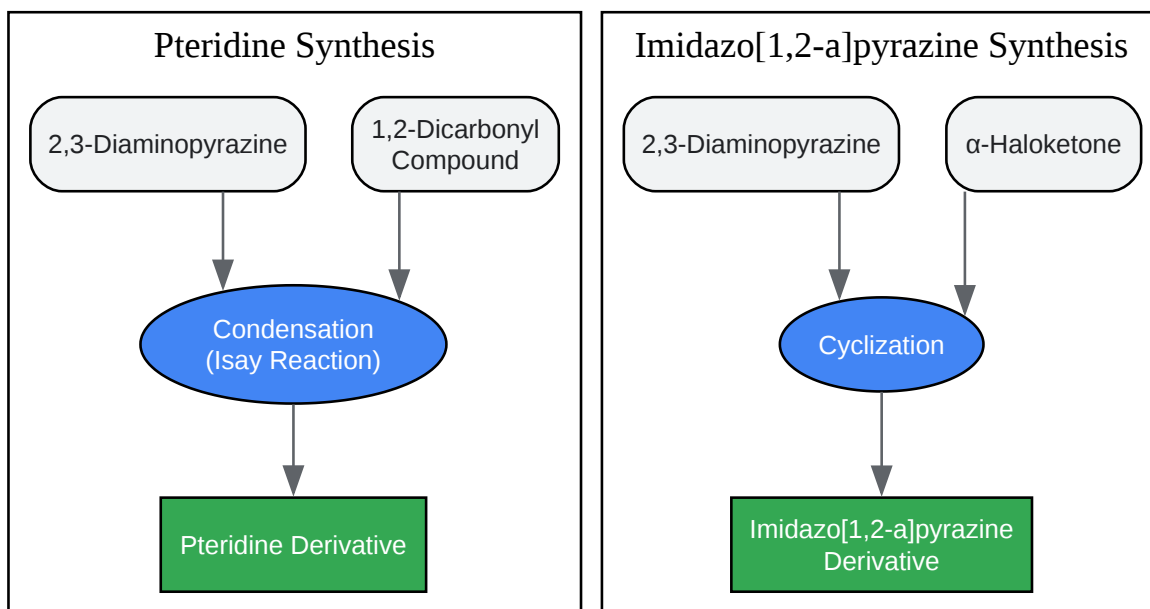 Pteridine Synthesis
2,3-Diaminopyrazine
1,2-Dicarbonyl
Compound
Condensation
(Isay Reaction)
Pteridine Derivative
Imidazo[1,2-a]pyrazine Synthesis
2,3-Diaminopyrazine
α-Haloketone
Cyclization
Imidazo[1,2-a]pyrazine
Derivative